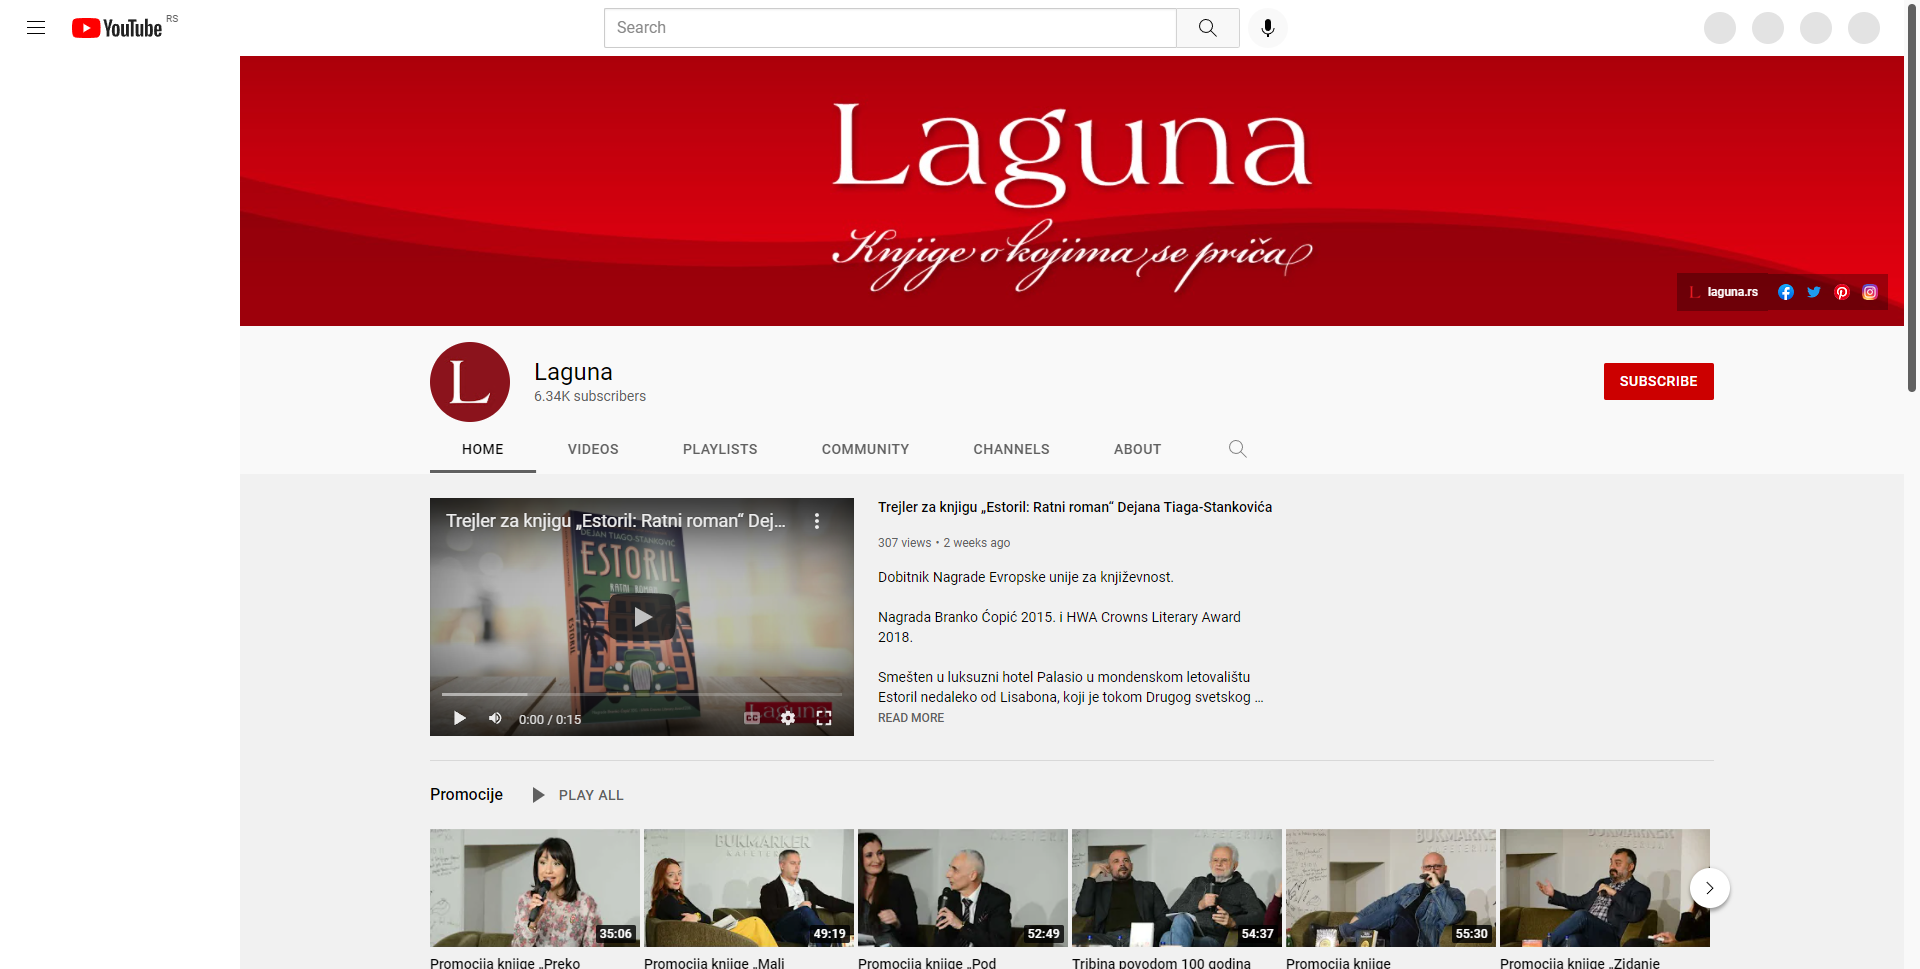 YouTube RS
Search
Laguna
Knjige o kojima se priča
laguna.rs
L
Laguna
6.34K subscribers
SUBSCRIBE
HOME VIDEOS PLAYLISTS COMMUNITY CHANNELS ABOUT
Trejler za knjigu „Estoril: Ratni roman“ Dej...
DEJAN TIAGO-STANKOVIĆ
ESTORIL
RATNI ROMAN
ESTORIL
Laguna
0:00 / 0:15
Trejler za knjigu „Estoril: Ratni roman“ Dejana Tiaga-Stankovića
307 views • 2 weeks ago
Dobitnik Nagrade Evropske unije za književnost.
Nagrada Branko Ćopić 2015. i HWA Crowns Literary Award
2018.
Smešten u luksuzni hotel Palasio u mondenskom letovalištu
Estoril nedaleko od Lisabona, koji je tokom Drugog svetskog ...
READ MORE
Promocije PLAY ALL
BUKMARKER
35:06 49:19 52:49 54:37 55:30
Promocija knjige „Preko
Promocija knjige „Mali
Promocija knjige „Pod
Tribina povodom 100 godina
Promocija knjige
Promocija knjige „Zidanje